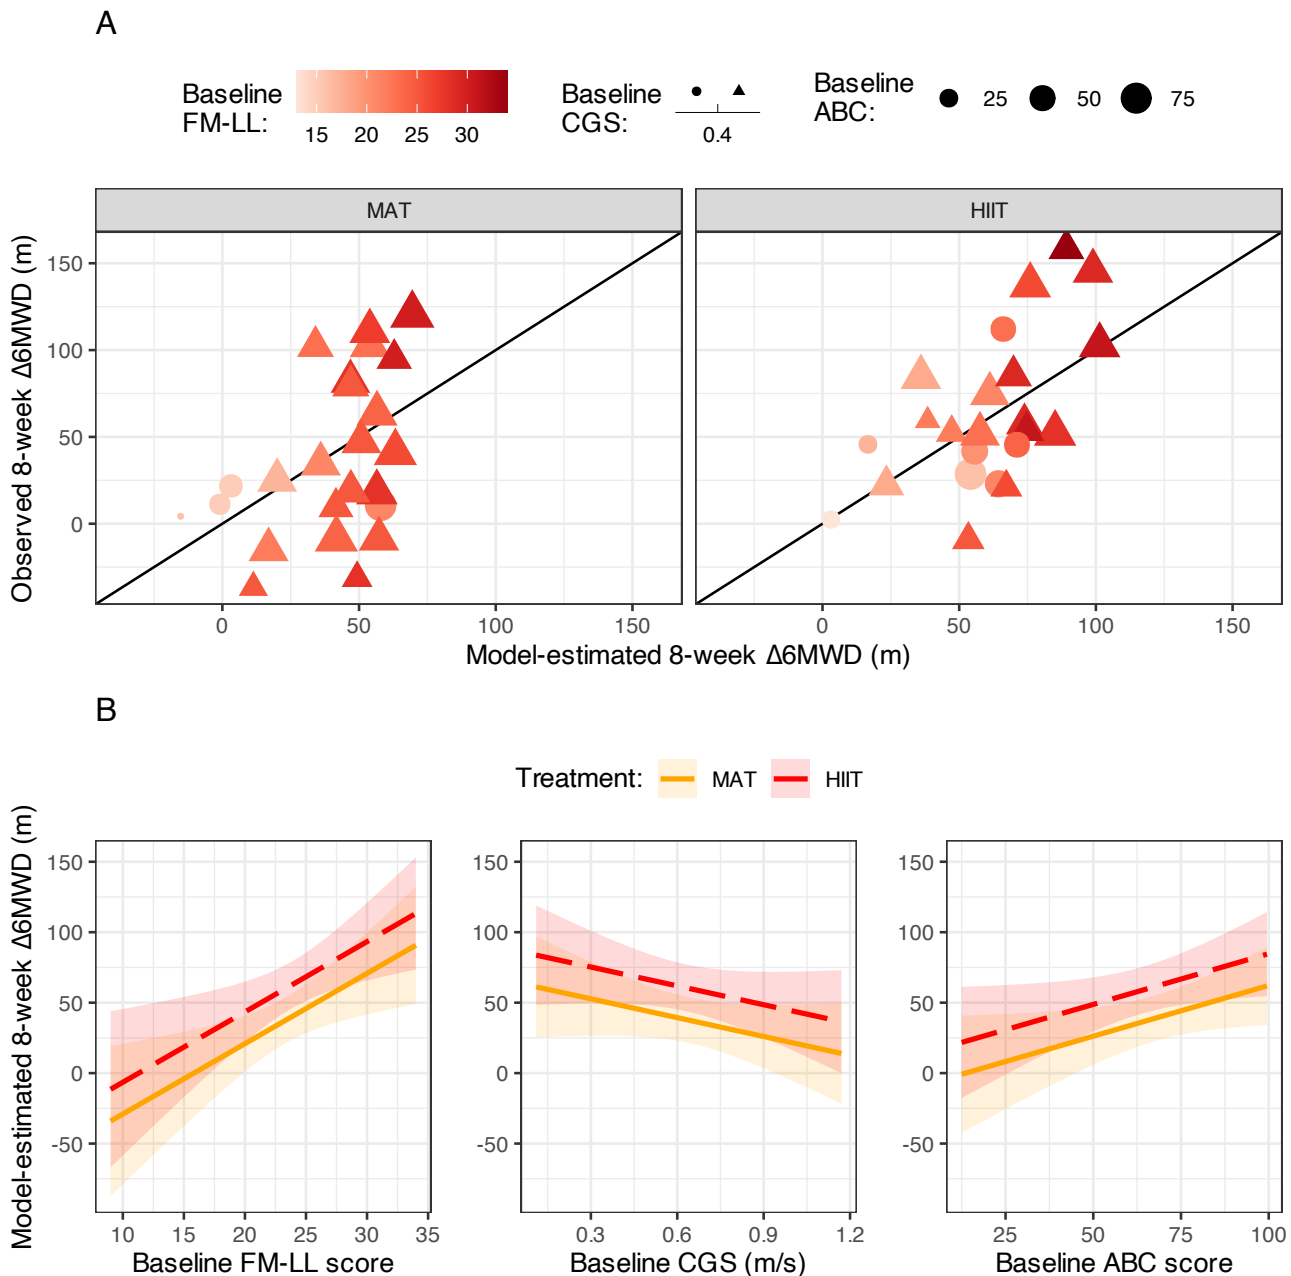 A
Baseline FM-LL:
15 20 25 30
Baseline CGS:
0.4
Baseline ABC:
25 50 75
MAT
HIIT
Observed 8-week Δ6MWD (m)
150
100
50
0
0 50 100 150
0 50 100 150
Model-estimated 8-week Δ6MWD (m)
B
Treatment: MAT HIIT
Model-estimated 8-week Δ6MWD (m)
150
100
50
0
-50
10 15 20 25 30 35
Baseline FM-LL score
150
100
50
0
-50
0.3 0.6 0.9 1.2
Baseline CGS (m/s)
150
100
50
0
-50
25 50 75 100
Baseline ABC score